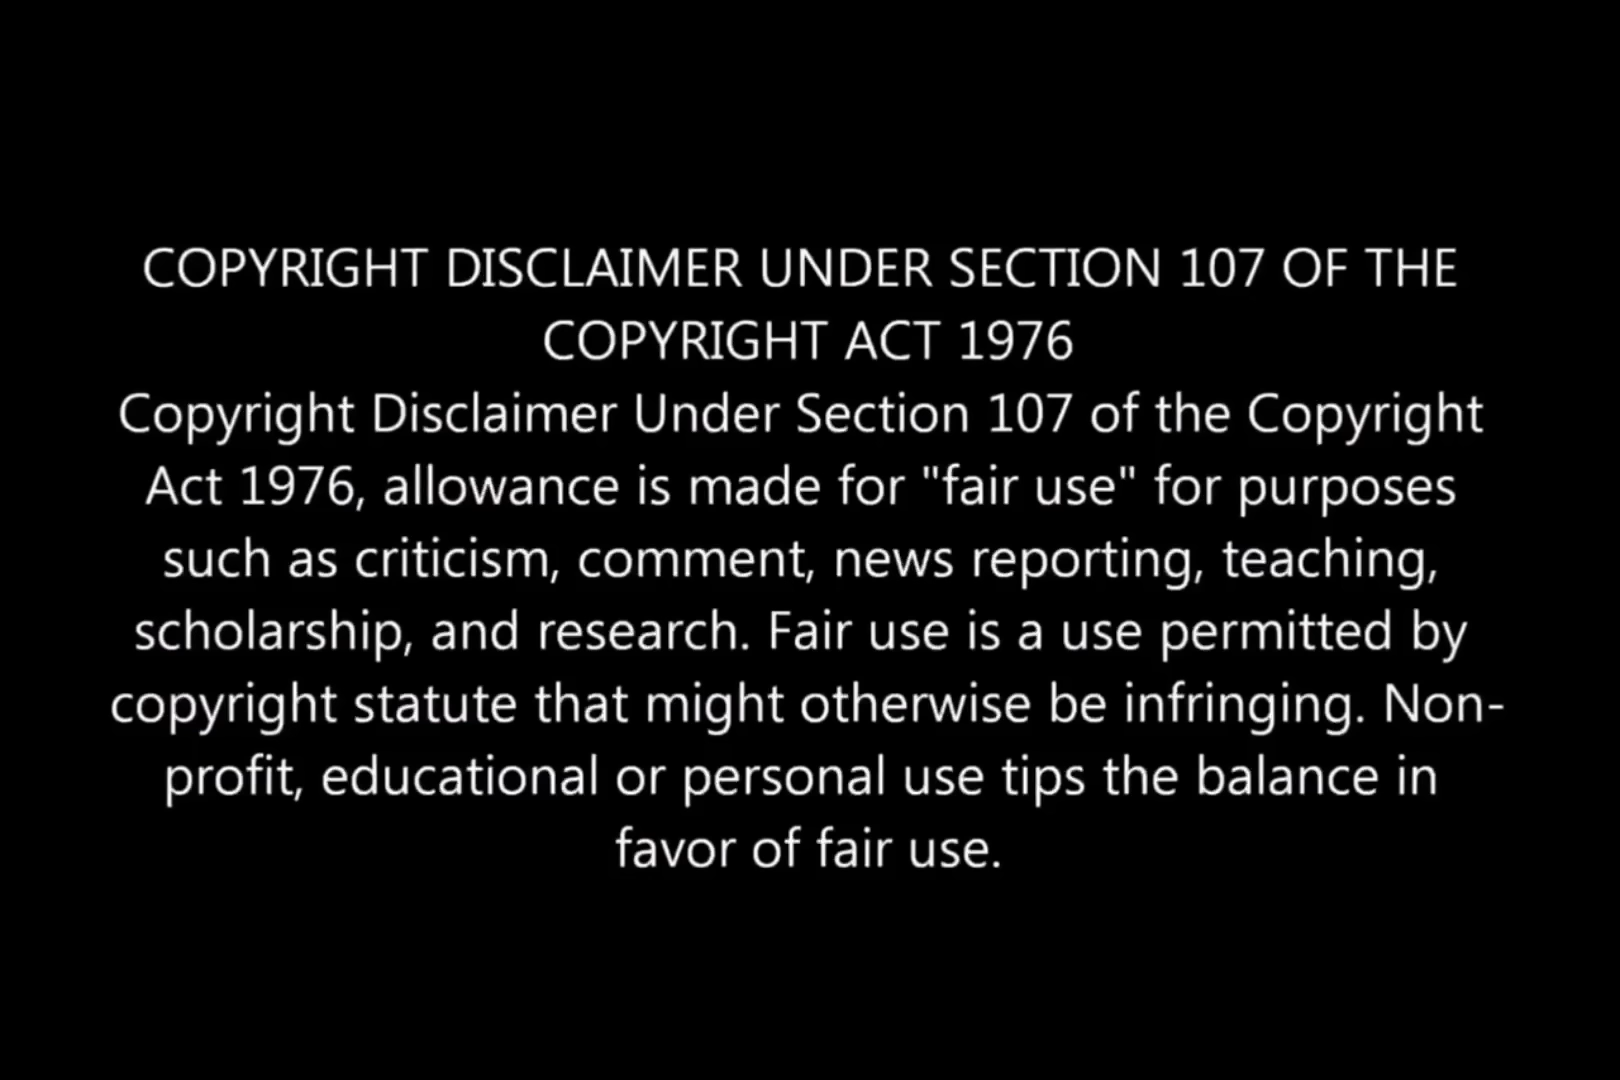 COPYRIGHT DISCLAIMER UNDER SECTION 107 OF THE
COPYRIGHT ACT 1976
Copyright Disclaimer Under Section 107 of the Copyright
Act 1976, allowance is made for "fair use" for purposes
such as criticism, comment, news reporting, teaching,
scholarship, and research. Fair use is a use permitted by
copyright statute that might otherwise be infringing. Non-
profit, educational or personal use tips the balance in
favor of fair use.